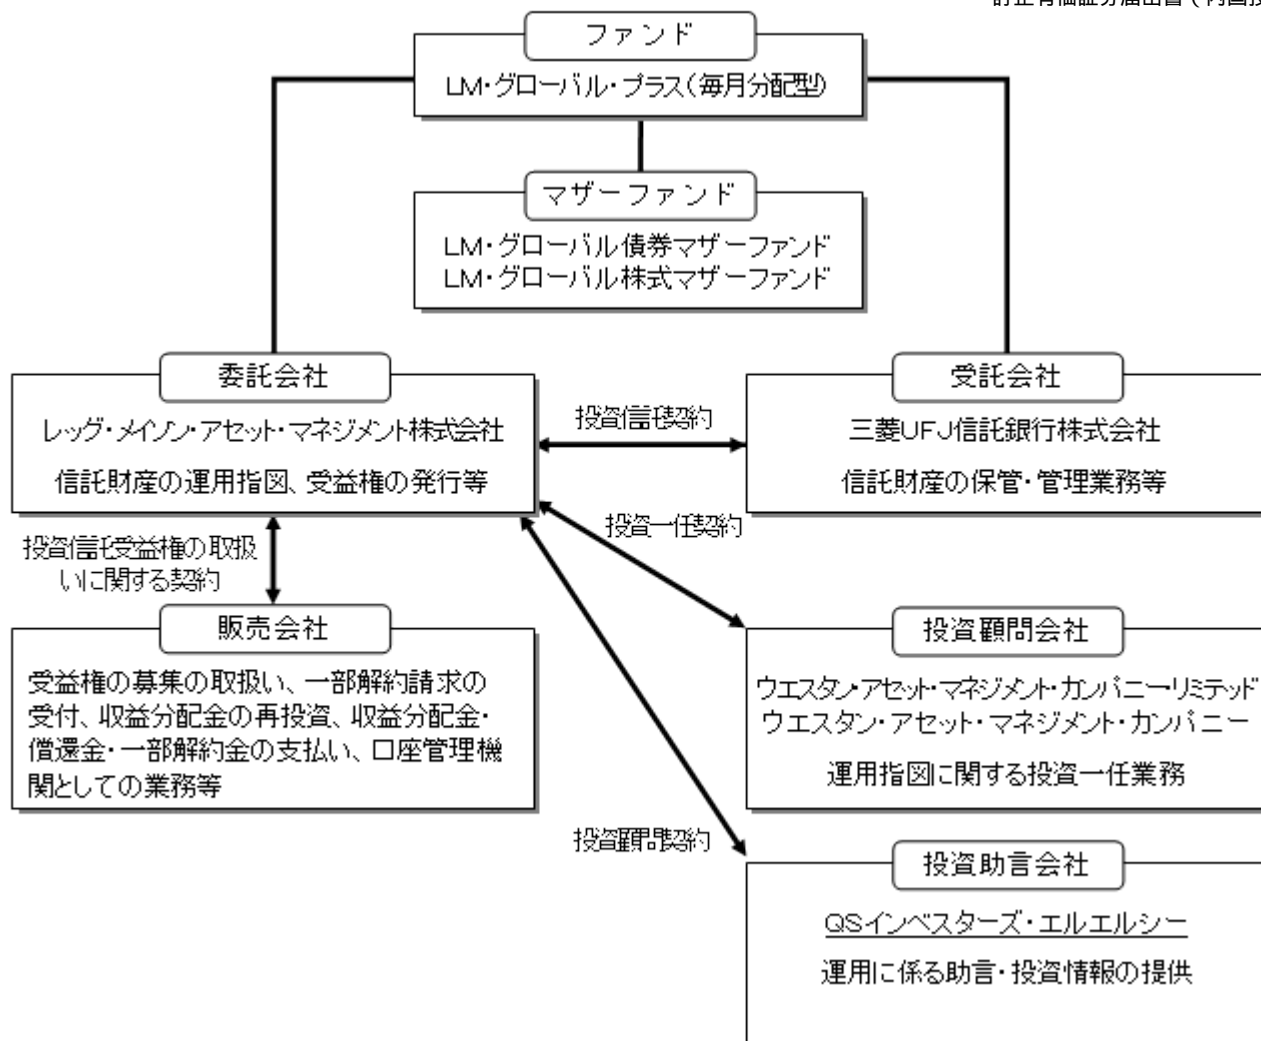 訂正有価証券届出書(内国投
ファンド
LM・グローバル・プラス(毎月分配型)
マザーファンド
LM・グローバル債券マザーファンド
LM・グローバル株式マザーファンド
委託会社
レッグ・メイソン・アセット・マネジメント株式会社
信託財産の運用指図、受益権の発行等
投資信託契約
受託会社
三菱UFJ信託銀行株式会社
信託財産の保管・管理業務等
投資一任契約
投資信託受益権の取扱
いに関する契約
販売会社
受益権の募集の取扱い、一部解約請求の
受付、収益分配金の再投資、収益分配金・
償還金・一部解約金の支払い、口座管理機
関としての業務等
投資顧問会社
ウエスタン・アセット・マネジメント・カンパニー・リミテッド
ウエスタン・アセット・マネジメント・カンパニー
運用指図に関する投資一任業務
投資顧問契約
投資助言会社
QSインベスターズ・エルエルシー
運用に係る助言・投資情報の提供